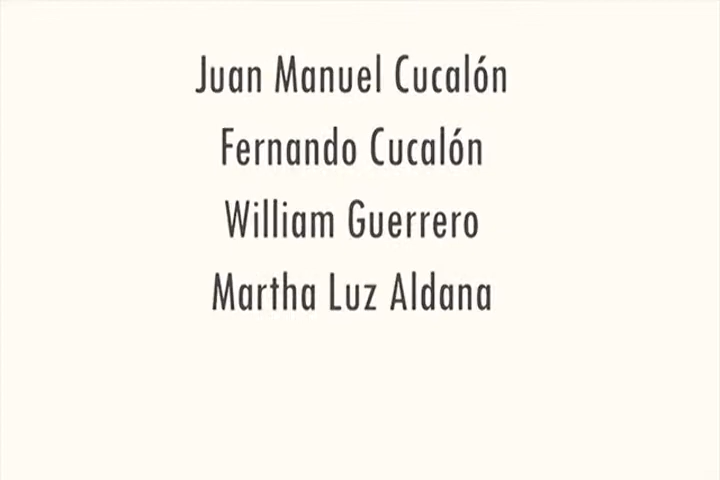 Juan Manuel Cucalón
Fernando Cucalón
William Guerrero
Martha Luz Aldana